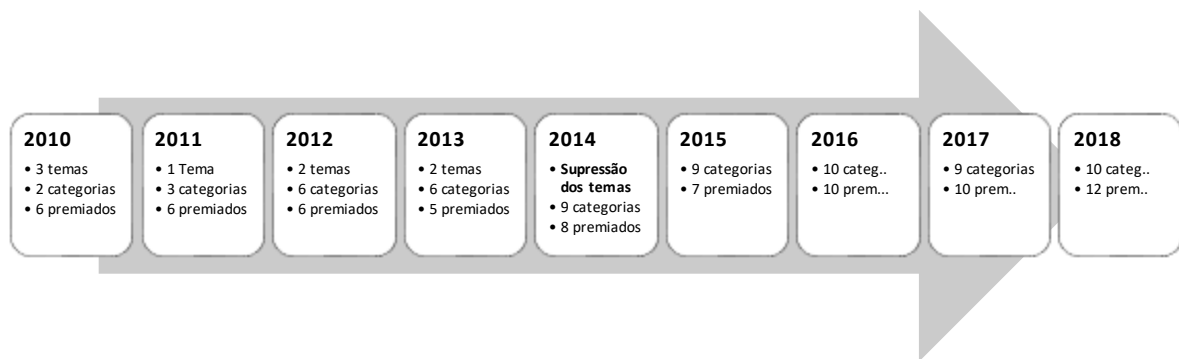 2010
• 3 temas
• 2 categorias
• 6 premiados
2011
• 1 Tema
• 3 categorias
• 6 premiados
2012
• 2 temas
• 6 categorias
• 6 premiados
2013
• 2 temas
• 6 categorias
• 5 premiados
2014
• Supressão
dos temas
• 9 categorias
• 8 premiados
2015
• 9 categorias
• 7 premiados
2016
• 10 categ..
• 10 prem...
2017
• 9 categorias
• 10 prem..
2018
• 10 categ..
• 12 prem..